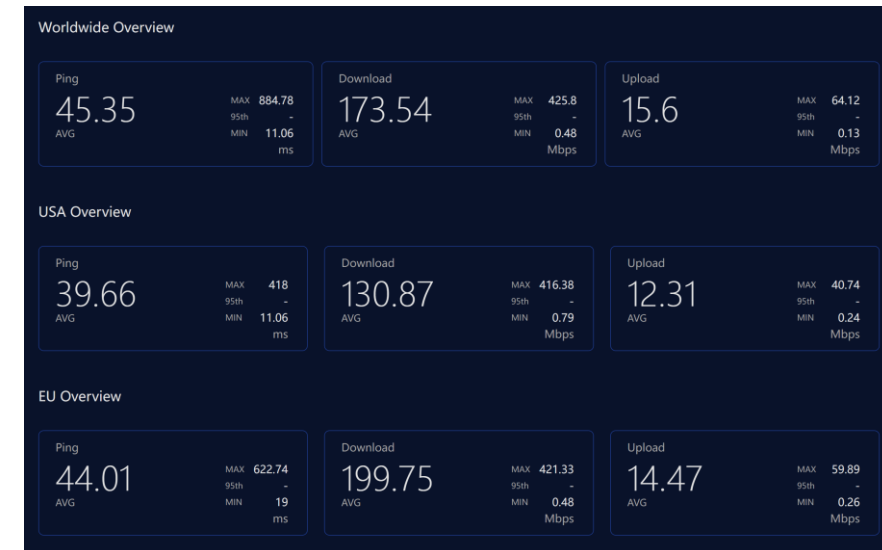 Worldwide Overview
Ping
45.35
AVG
MAX 884.78
95th -
MIN 11.06
ms
Download
173.54
AVG
MAX 425.8
95th -
MIN 0.48
Mbps
Upload
15.6
AVG
MAX 64.12
95th -
MIN 0.13
Mbps
USA Overview
Ping
39.66
AVG
MAX 418
95th -
MIN 11.06
ms
Download
130.87
AVG
MAX 416.38
95th -
MIN 0.79
Mbps
Upload
12.31
AVG
MAX 40.74
95th -
MIN 0.24
Mbps
EU Overview
Ping
44.01
AVG
MAX 622.74
95th -
MIN 19
ms
Download
199.75
AVG
MAX 421.33
95th -
MIN 0.48
Mbps
Upload
14.47
AVG
MAX 59.89
95th -
MIN 0.26
Mbps